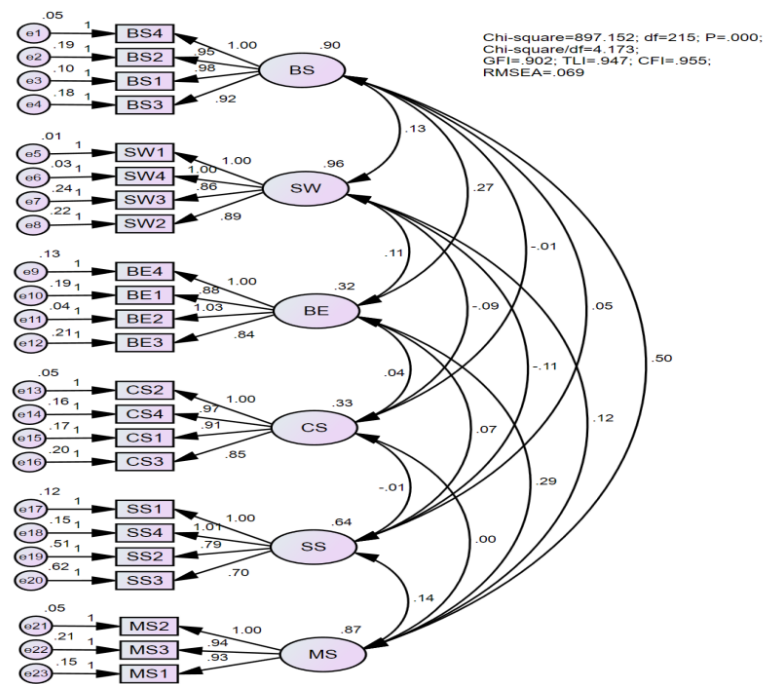 Chi-square=897.152; df=215; P=.000;
Chi-square/df=4.173;
GFI=.902; TLI=.947; CFI=.955;
RMSEA=.069
.05
e1 1 BS4 1.00
.19
e2 1 BS2 .95
.10
e3 1 BS1 .98
.18
e4 1 BS3 .92
.90
BS
.01
e5 1 SW1 1.00
.03
e6 1 SW4 1.00
.24
e7 1 SW3 .86
.22
e8 1 SW2 .89
.96
SW
.13
e9 1 BE4 1.00
.19
e10 1 BE1 .88
.04
e11 1 BE2 1.03
.21
e12 1 BE3 .84
.32
BE
.05
e13 1 CS2 1.00
.16
e14 1 CS4 .97
.17
e15 1 CS1 .91
.20
e16 1 CS3 .85
.33
CS
.12
e17 1 SS1 1.00
.15
e18 1 SS4 1.01
.51
e19 1 SS2 .79
.62
e20 1 SS3 .70
.64
SS
.05
e21 1 MS2 1.00
.21
e22 1 MS3 .94
.15
e23 1 MS1 .93
.87
MS
.13
.27
.11
-.01
-.09
.05
-.11
.50
.04
.12
.07
.29
-.01
.00
.14